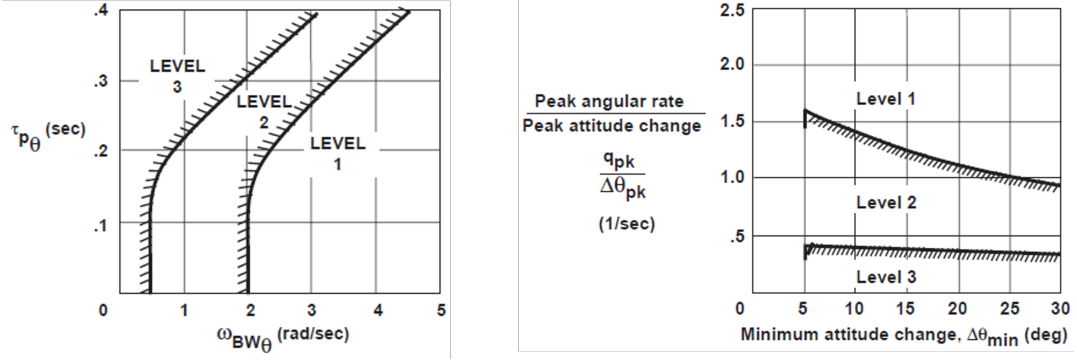 .4
.3
.2
.1
0
1
2
3
4
5
LEVEL
3
LEVEL
2
LEVEL
1
τpθ (sec)
ωBWθ (rad/sec)
2.5
2.0
1.5
1.0
.5
0
5
10
15
20
25
30
Level 1
Level 2
Level 3
Peak angular rate
Peak attitude change
qpk
Δθpk
(1/sec)
Minimum attitude change, Δθmin (deg)